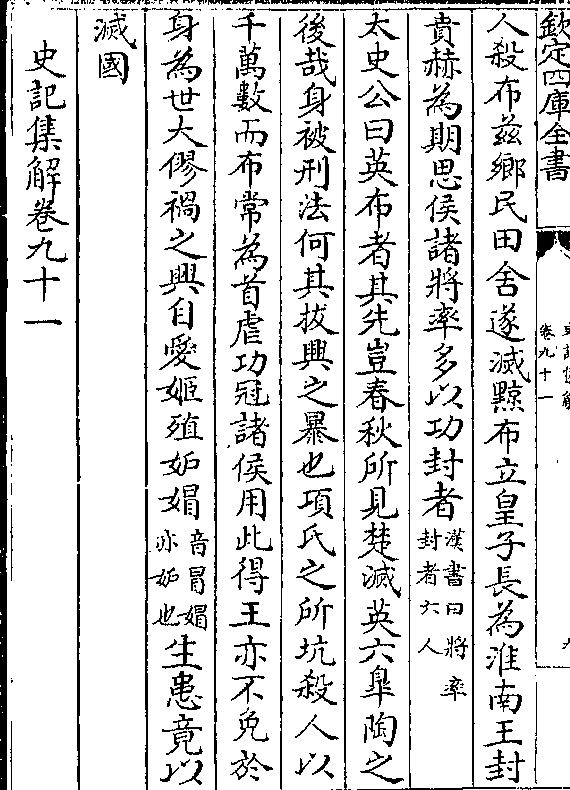 欽定四庫全書
卷九十一
人殺布兹鄉民田舍遂滅黥布立皇子長為淮南王封
賁赫為期思侯諸將率多以功封者漢書曰將率
封者六人
太史公曰英布者其先豈春秋所見楚滅英六臯陶之
後哉身被刑法何其拔興之暴也項氏之所坑殺人以
千萬數而布常為首虐功冠諸侯用此得王亦不免於
身為世大僇禍之興自愛姬殖妬媢音冒媢
亦妬也生患竟以
滅國
史記集解卷九十一